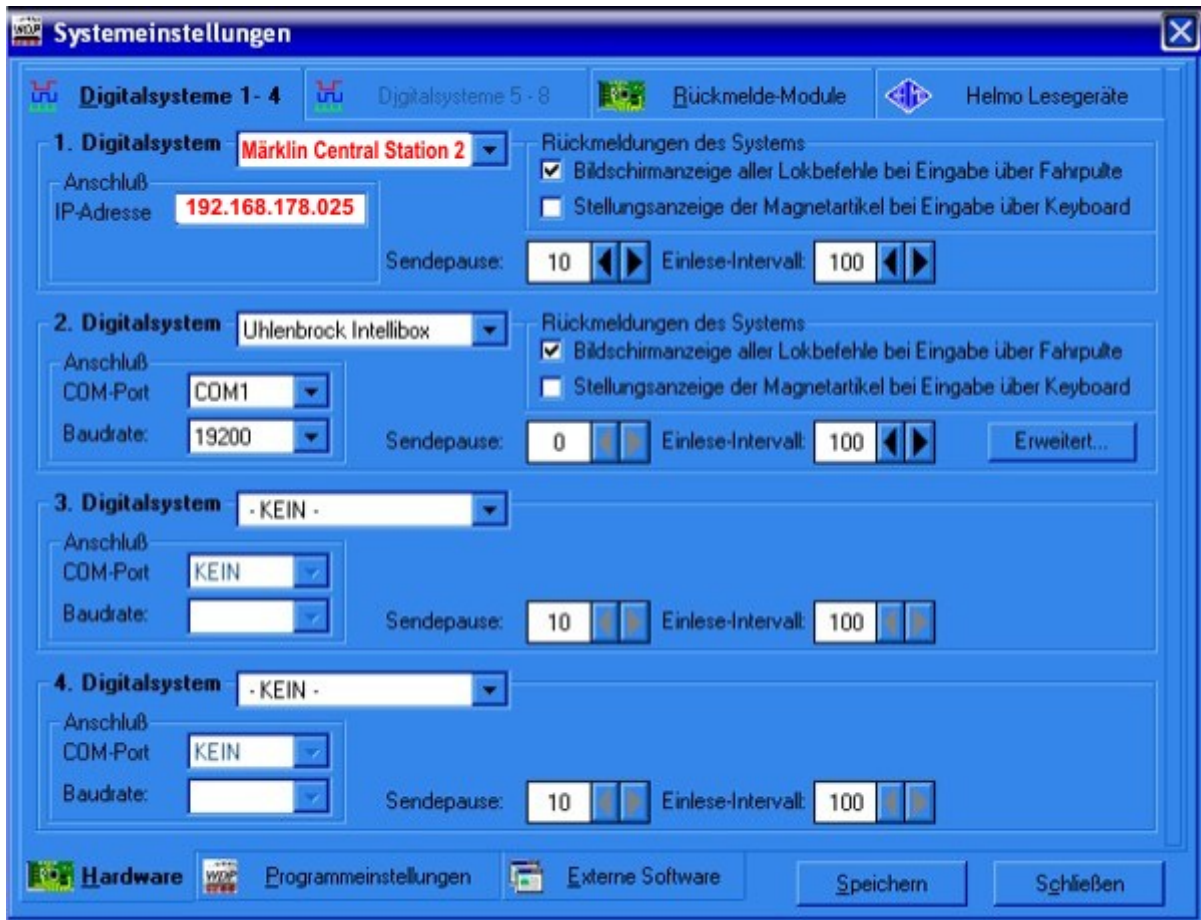 WDP Systemeinstellungen
Digitalsysteme 1- 4 Digitalsysteme 5 - 8 Rückmelde-Module Helmo Lesegeräte
1. Digitalsystem Märklin Central Station 2
Rückmeldungen des Systems
Anschluß
Bildschirmanzeige aller Lokbefehle bei Eingabe über Fahrpulte
IP-Adresse 192.168.178.025
Stellungsanzeige der Magnetartikel bei Eingabe über Keyboard
Sendepause: 10 Einlese-Intervall: 100
2. Digitalsystem Uhlenbrock Intellibox
Rückmeldungen des Systems
Anschluß
Bildschirmanzeige aller Lokbefehle bei Eingabe über Fahrpulte
COM-Port COM1
Stellungsanzeige der Magnetartikel bei Eingabe über Keyboard
Baudrate: 19200 Sendepause: 0 Einlese-Intervall: 100 Erweitert...
3. Digitalsystem - KEIN -
Anschluß
COM-Port KEIN
Baudrate: Sendepause: 10 Einlese-Intervall: 100
4. Digitalsystem - KEIN -
Anschluß
COM-Port KEIN
Baudrate: Sendepause: 10 Einlese-Intervall: 100
Hardware WDP Programmeinstellungen Externe Software Speichern Schließen